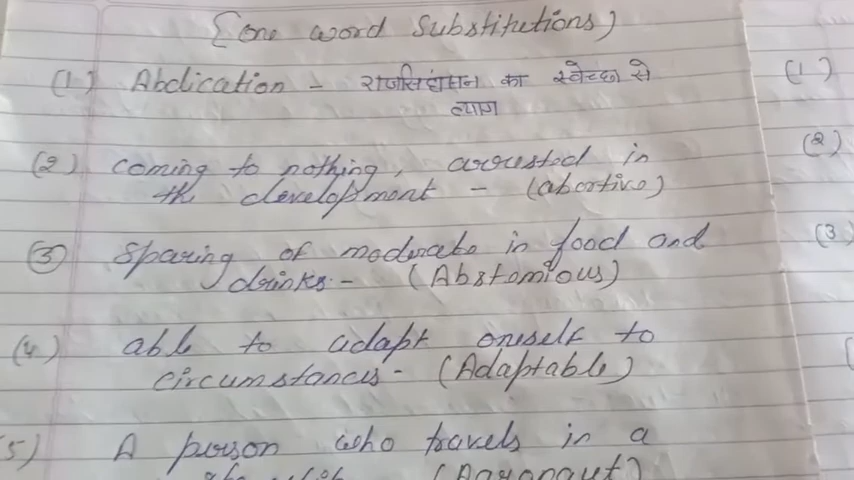 {one word Substitutions)
(1) Abdication - राजसिंहासन का स्वेच्छा से
त्याग
(2) coming to nothing, arrested in
the development - (abortive)
(3) Sparing of moderate in food and
drinks - (Abstemious)
(4) able to adapt oneself to
circumstances - (Adaptable)
(5) A person who travels in a
(Aeronaut)
(1)
(2)
(3
(